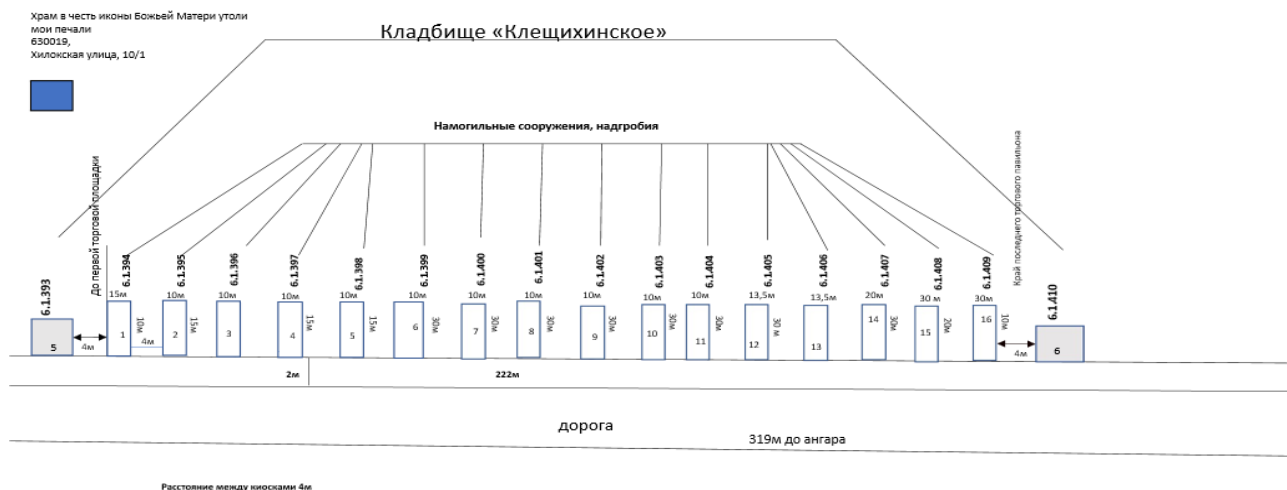 Храм в честь иконы Божьей Матери утоли
мои печали
630019,
Хилокская улица, 10/1
Кладбище «Клещихинское»
Намогильные сооружения, надгробия
До первой торговой площадки
Край последнего торгового павильона
6.1.393
6.1.394
6.1.395
6.1.396
6.1.397
6.1.398
6.1.399
6.1.400
6.1.401
6.1.402
6.1.403
6.1.404
6.1.405
6.1.406
6.1.407
6.1.408
6.1.409
6.1.410
15м 10м 10м 10м 10м 10м 10м 10м 10м 10м 10м 13,5м 13,5м 20м 30 м 30м
10м 15м 15м 15м 30м 30м 30м 30м 30м 30м 30 м 30м 20м 10м
5 4м 1 4м 2 3 4 5 6 7 8 9 10 11 12 13 14 15 16 4м 6
2м 222м
дорога
319м до ангара
Расстояние между киосками 4м